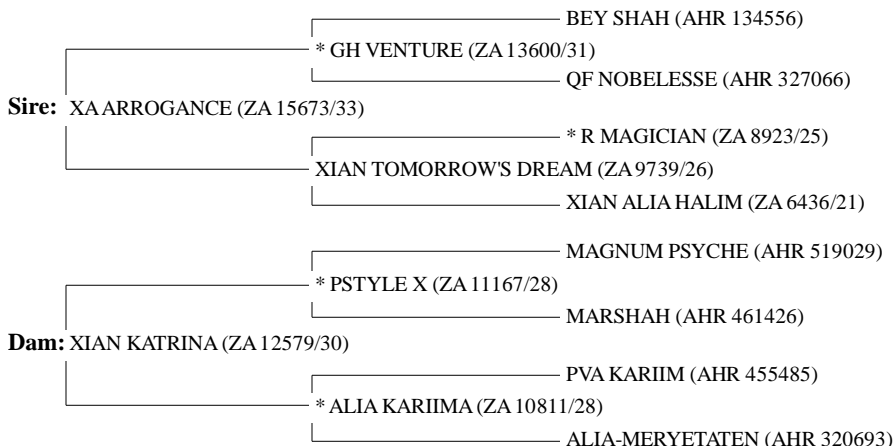 BEY SHAH (AHR 134556)
* GH VENTURE (ZA 13600/31)
QF NOBELESSE (AHR 327066)
Sire: XA ARROGANCE (ZA 15673/33)
* R MAGICIAN (ZA 8923/25)
XIAN TOMORROW'S DREAM (ZA 9739/26)
XIAN ALIA HALIM (ZA 6436/21)
MAGNUM PSYCHE (AHR 519029)
* PSTYLE X (ZA 11167/28)
MARSHAH (AHR 461426)
Dam: XIAN KATRINA (ZA 12579/30)
PVA KARIIM (AHR 455485)
* ALIA KARIIMA (ZA 10811/28)
ALIA-MERYETATEN (AHR 320693)